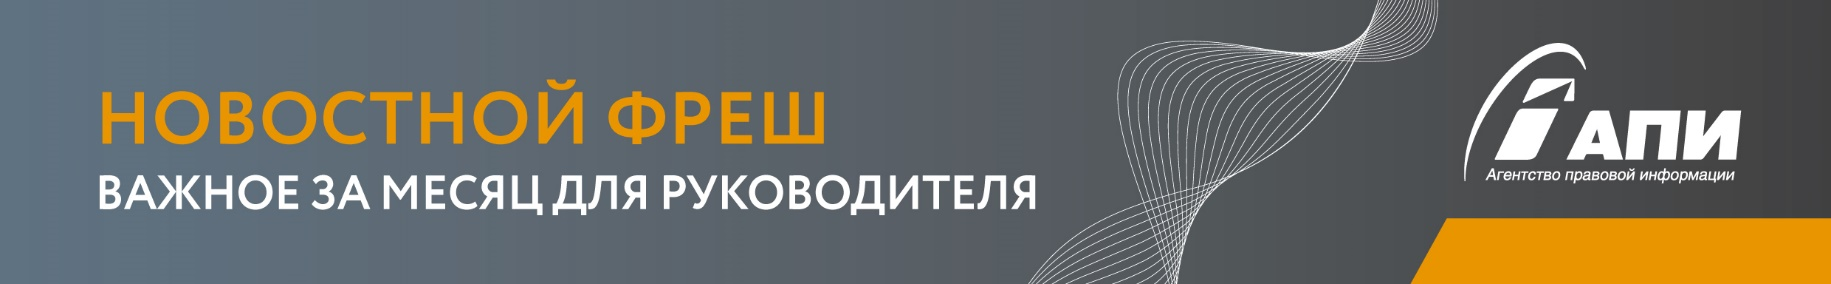 НОВОСТНОЙ ФРЕШ
ВАЖНОЕ ЗА МЕСЯЦ ДЛЯ РУКОВОДИТЕЛЯ
АПИ
Агентство правовой информации